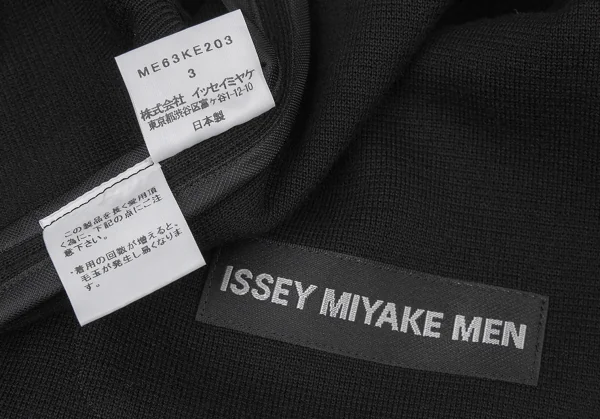 ME63KE203
3
株式会社 イッセイミヤケ
東京都渋谷区富ヶ谷1-12-10
日本製
この製品を長く愛用頂
く為に、下記の点にご注
意下さい。
・着用の回数が増えると、
毛玉が発生し易くなりま
す。
ISSEY MIYAKE MEN